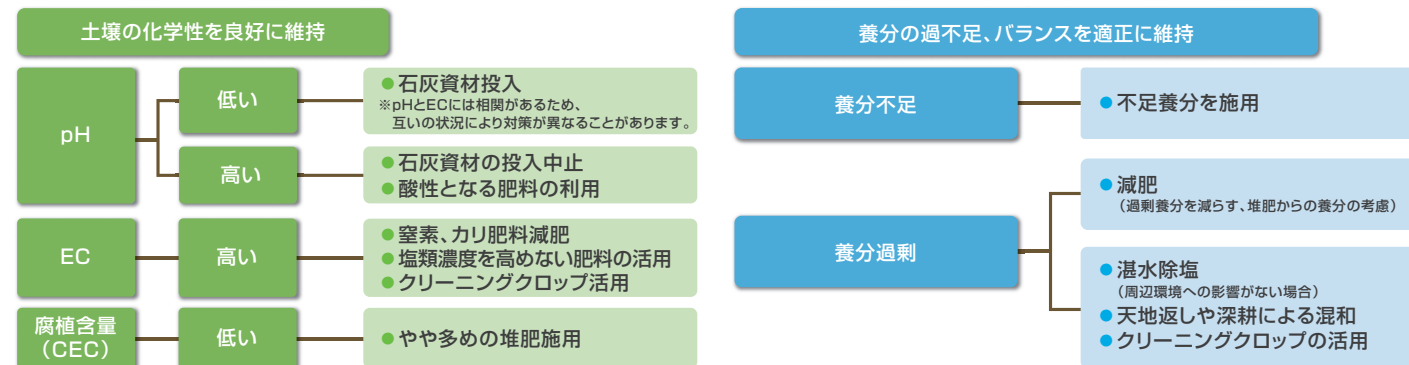 土壌の化学性を良好に維持
pH
低い
●石灰資材投入
※pHとECには相関があるため、
互いの状況により対策が異なることがあります。
高い
●石灰資材の投入中止
●酸性となる肥料の利用
EC
高い
●窒素、カリ肥料減肥
●塩類濃度を高めない肥料の活用
●クリーニングクロップ活用
腐植含量
（CEC）
低い
●やや多めの堆肥施用
養分の過不足、バランスを適正に維持
養分不足
●不足養分を施用
養分過剰
●減肥
（過剰養分を減らす、堆肥からの養分の考慮）
●湛水除塩
（周辺環境への影響がない場合）
●天地返しや深耕による混和
●クリーニングクロップの活用